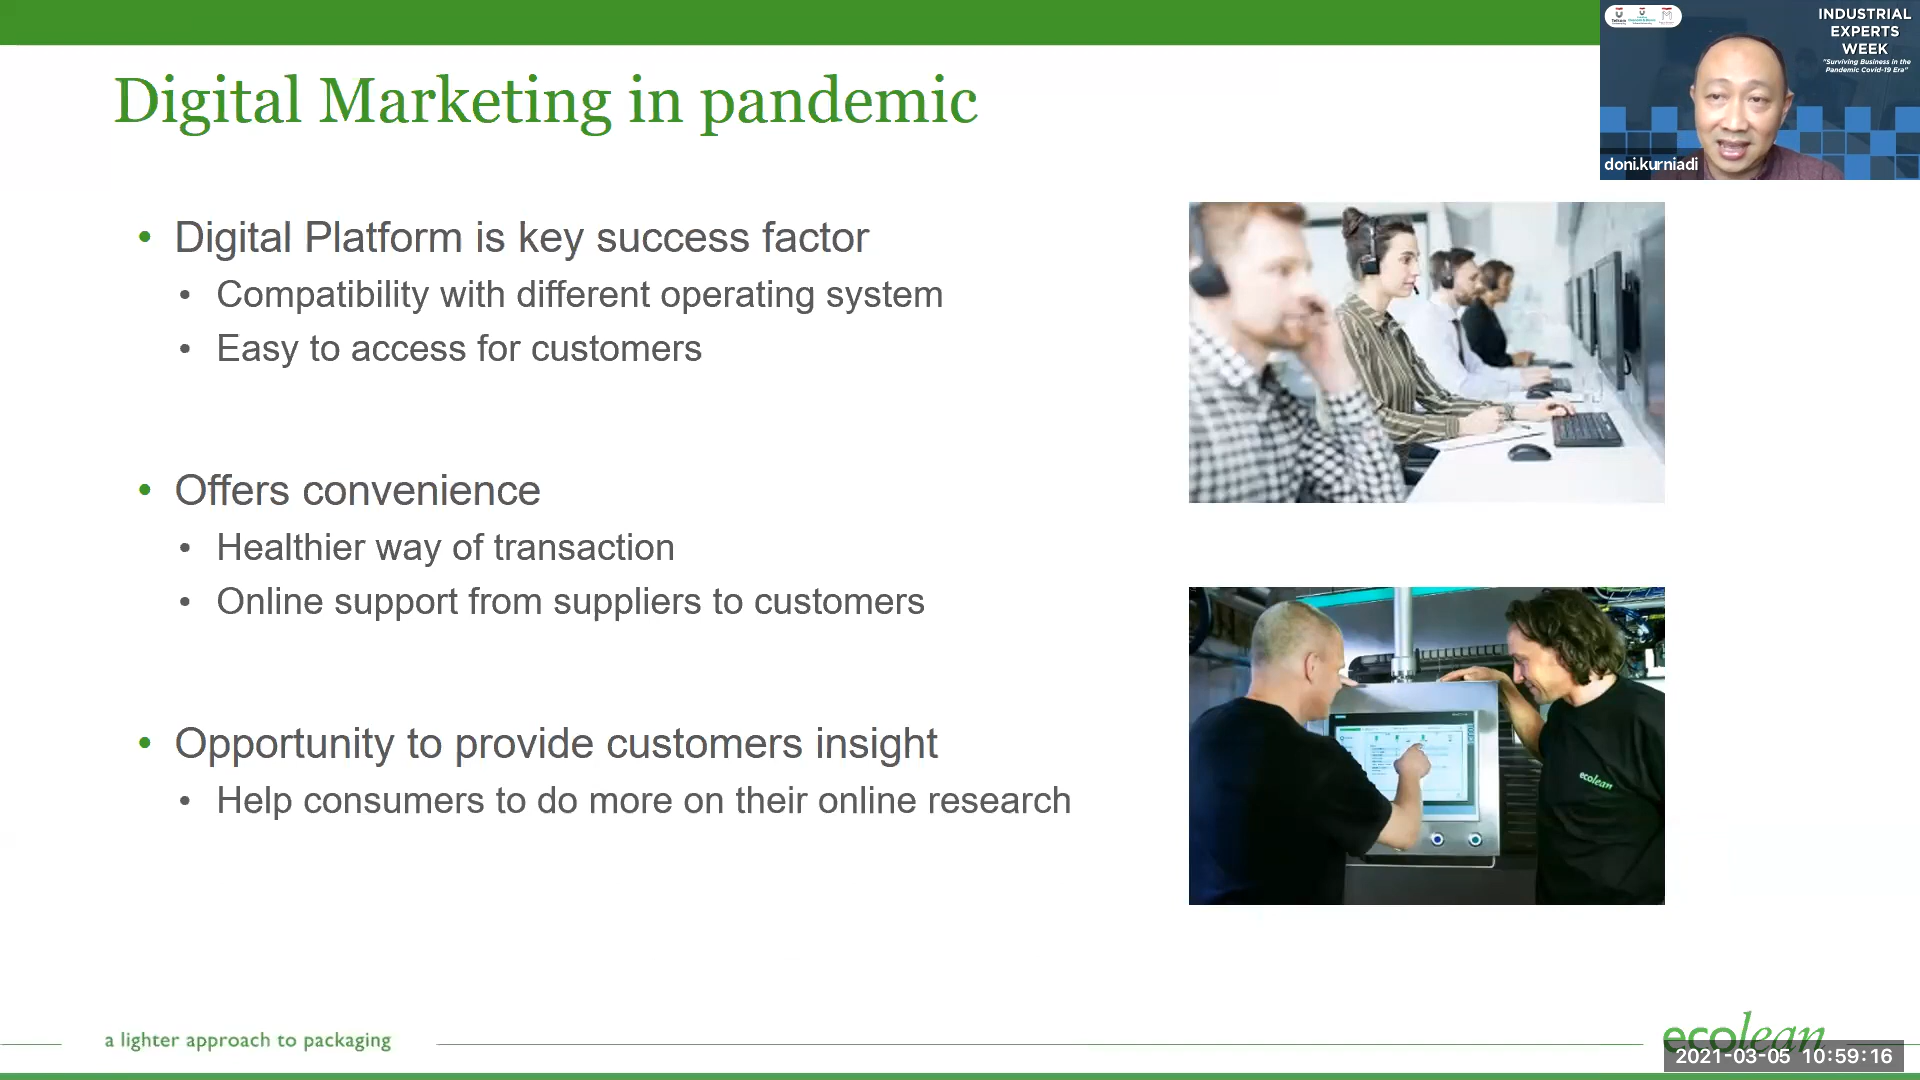 Digital Marketing in pandemic
INDUSTRIAL
EXPERTS
WEEK
"Surviving Business in the
Pandemic Covid-19 Era"
doni.kurniadi
• Digital Platform is key success factor
• Compatibility with different operating system
• Easy to access for customers
• Offers convenience
• Healthier way of transaction
• Online support from suppliers to customers
• Opportunity to provide customers insight
• Help consumers to do more on their online research
ecolean
a lighter approach to packaging
ecolean
2021-03-05 10:59:16